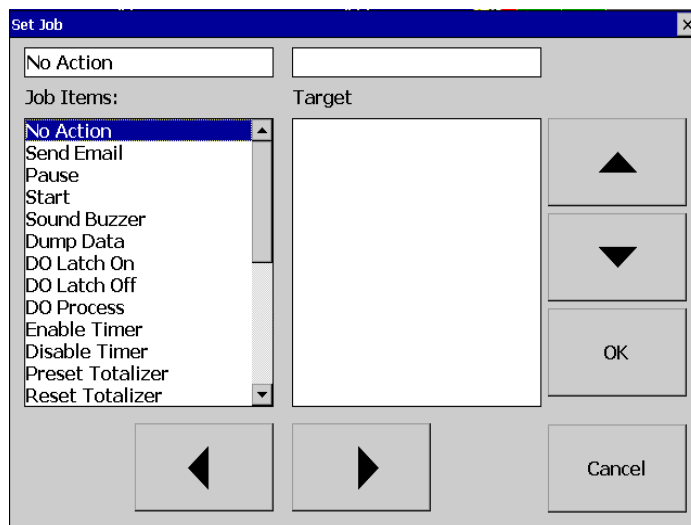 Set Job
No Action
Job Items:
Target
No Action
Send Email
Pause
Start
Sound Buzzer
Dump Data
DO Latch On
DO Latch Off
DO Process
Enable Timer
Disable Timer
Preset Totalizer
Reset Totalizer
OK
Cancel